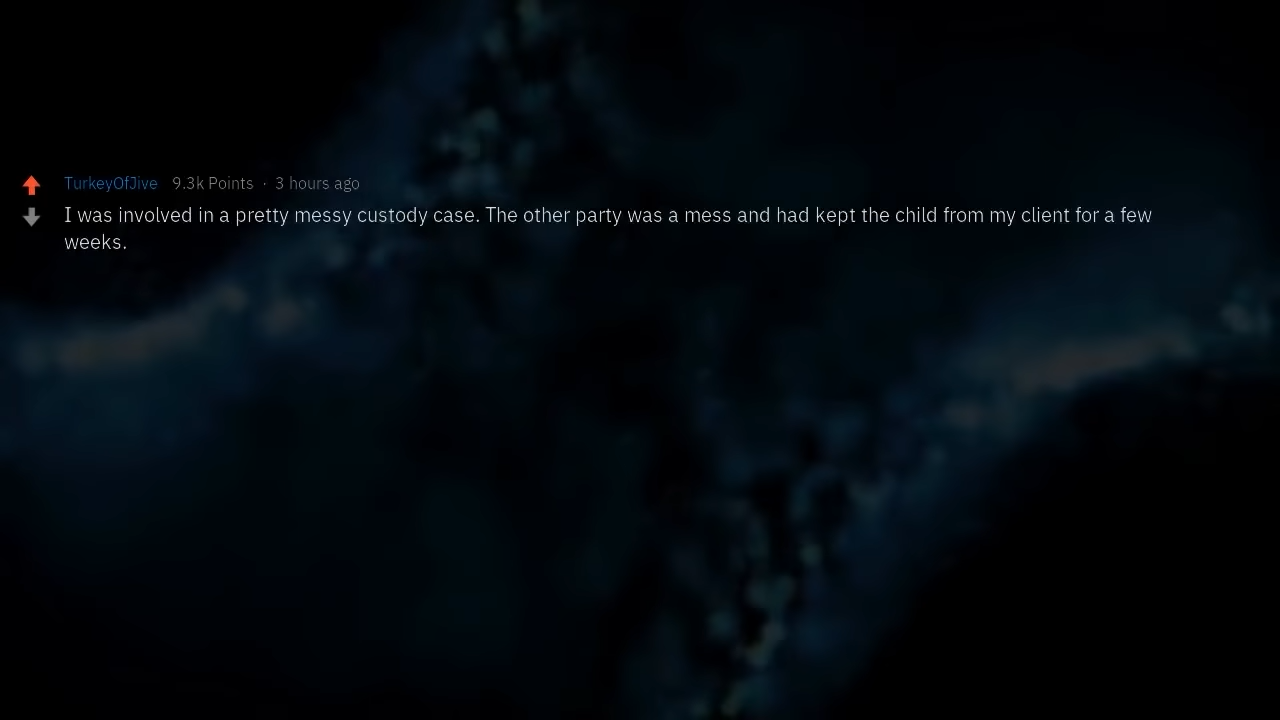 TurkeyOfJive 9.3k Points · 3 hours ago
I was involved in a pretty messy custody case. The other party was a mess and had kept the child from my client for a few
weeks.